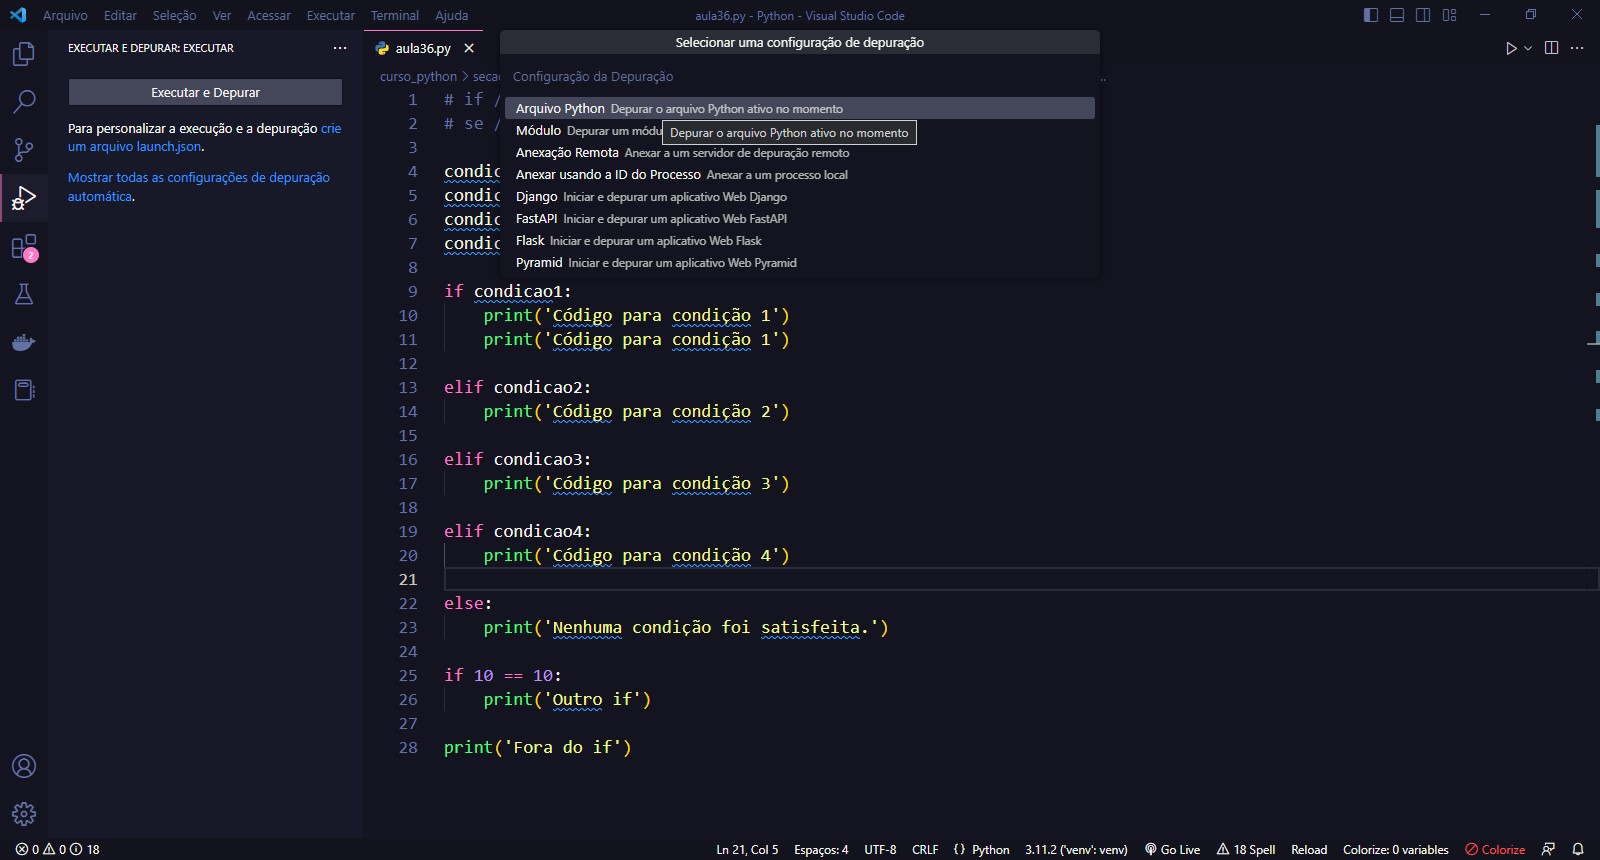 Arquivo Editar Seleção Ver Acessar Executar Terminal Ajuda
aula36.py - Python - Visual Studio Code
EXECUTAR E DEPURAR: EXECUTAR ...
Executar e Depurar
Para personalizar a execução e a depuração crie
um arquivo launch.json.
Mostrar todas as configurações de depuração
automática.
2
aula36.py
curso_python >
Selecionar uma configuração de depuração
Configuração da Depuração
Arquivo Python Depurar o arquivo Python ativo no momento
Módulo Depurar um módu
Depurar o arquivo Python ativo no momento
Anexação Remota Anexar a um servidor de depuração remoto
Anexar usando a ID do Processo Anexar a um processo local
Django Iniciar e depurar um aplicativo Web Django
FastAPI Iniciar e depurar um aplicativo Web FastAPI
Flask Iniciar e depurar um aplicativo Web Flask
Pyramid Iniciar e depurar um aplicativo Web Pyramid
1 # if /
2 # se /
3
4 condic
5 condic
6 condic
7 condic
8
9 if condicao1:
10 print('Código para condição 1')
11 print('Código para condição 1')
12
13 elif condicao2:
14 print('Código para condição 2')
15
16 elif condicao3:
17 print('Código para condição 3')
18
19 elif condicao4:
20 print('Código para condição 4')
21
22 else:
23 print('Nenhuma condição foi satisfeita.')
24
25 if 10 == 10:
26 print('Outro if')
27
28 print('Fora do if')
0 0 18 Ln 21, Col 5 Espaços: 4 UTF-8 CRLF {} Python 3.11.2 ('venv': venv) Go Live 18 Spell Reload Colorize: 0 variables Colorize